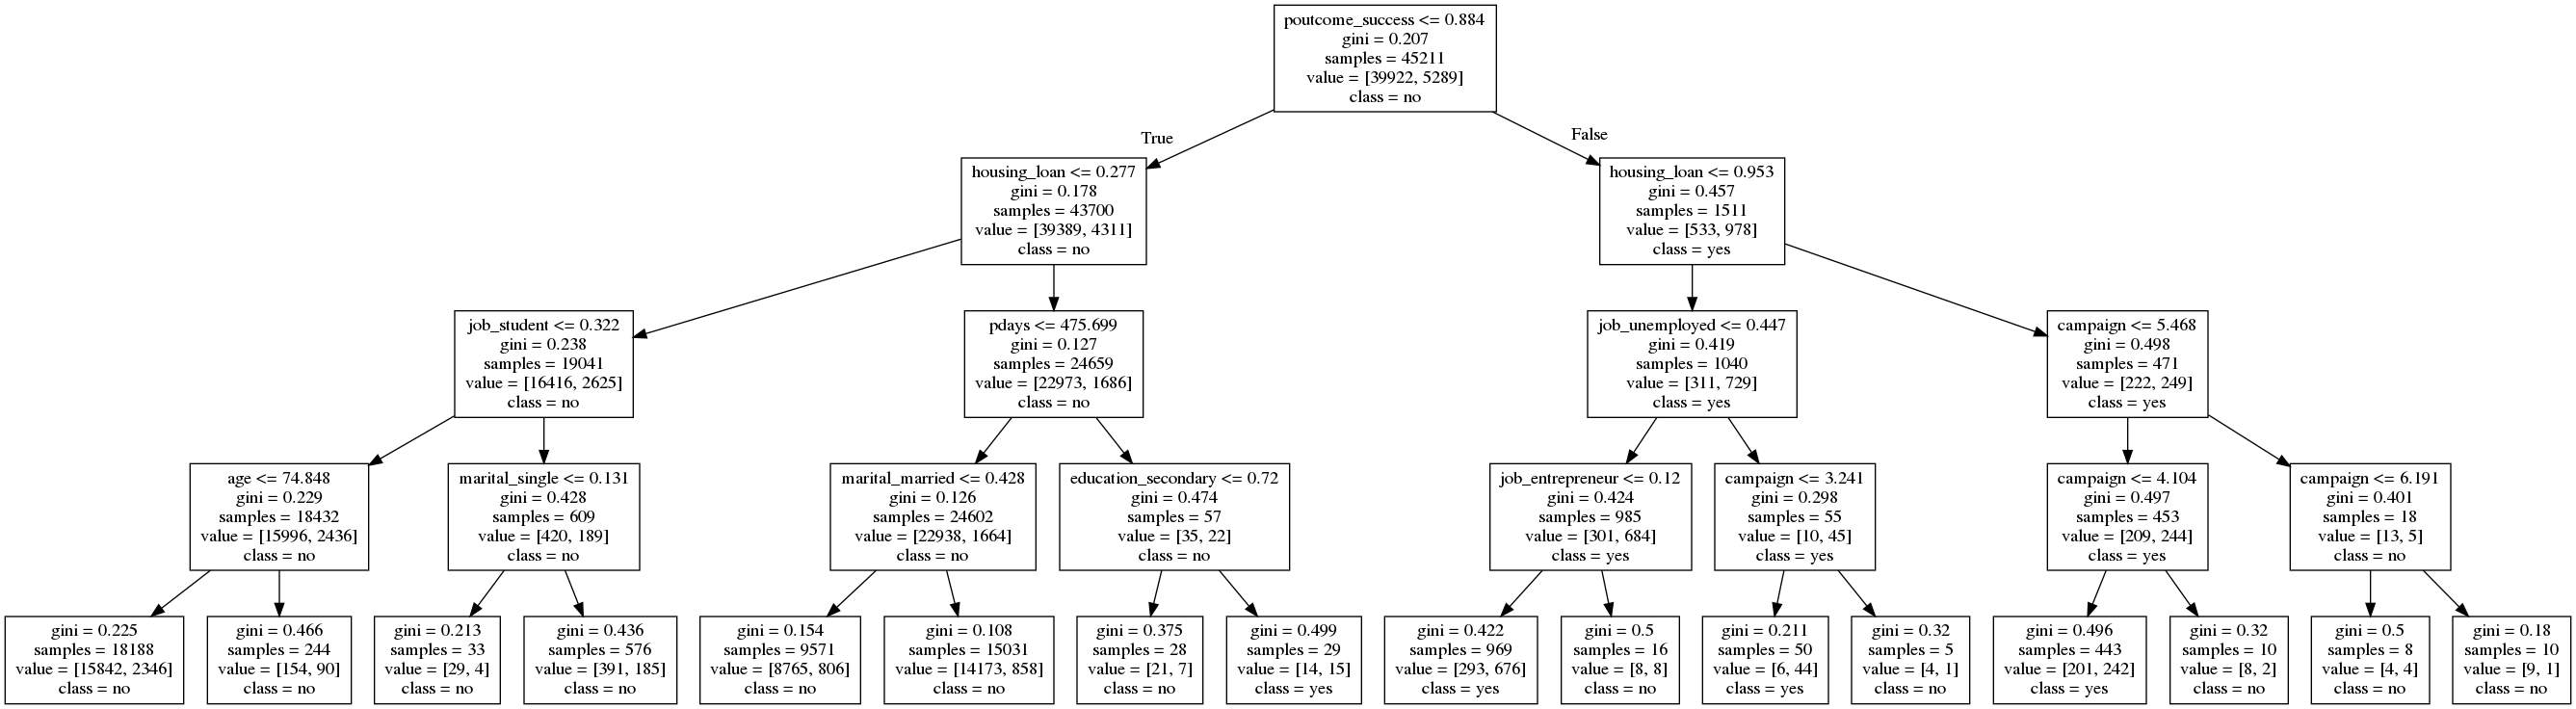 poutcome_success <= 0.884
gini = 0.207
samples = 45211
value = [39922, 5289]
class = no
True
False
housing_loan <= 0.277
gini = 0.178
samples = 43700
value = [39389, 4311]
class = no
housing_loan <= 0.953
gini = 0.457
samples = 1511
value = [533, 978]
class = yes
job_student <= 0.322
gini = 0.238
samples = 19041
value = [16416, 2625]
class = no
pdays <= 475.699
gini = 0.127
samples = 24659
value = [22973, 1686]
class = no
job_unemployed <= 0.447
gini = 0.419
samples = 1040
value = [311, 729]
class = yes
campaign <= 5.468
gini = 0.498
samples = 471
value = [222, 249]
class = yes
age <= 74.848
gini = 0.229
samples = 18432
value = [15996, 2436]
class = no
marital_single <= 0.131
gini = 0.428
samples = 609
value = [420, 189]
class = no
marital_married <= 0.428
gini = 0.126
samples = 24602
value = [22938, 1664]
class = no
education_secondary <= 0.72
gini = 0.474
samples = 57
value = [35, 22]
class = no
job_entrepreneur <= 0.12
gini = 0.424
samples = 985
value = [301, 684]
class = yes
campaign <= 3.241
gini = 0.298
samples = 55
value = [10, 45]
class = yes
campaign <= 4.104
gini = 0.497
samples = 453
value = [209, 244]
class = yes
campaign <= 6.191
gini = 0.401
samples = 18
value = [13, 5]
class = no
gini = 0.225
samples = 18188
value = [15842, 2346]
class = no
gini = 0.466
samples = 244
value = [154, 90]
class = no
gini = 0.213
samples = 33
value = [29, 4]
class = no
gini = 0.436
samples = 576
value = [391, 185]
class = no
gini = 0.154
samples = 9571
value = [8765, 806]
class = no
gini = 0.108
samples = 15031
value = [14173, 858]
class = no
gini = 0.375
samples = 28
value = [21, 7]
class = no
gini = 0.499
samples = 29
value = [14, 15]
class = yes
gini = 0.422
samples = 969
value = [293, 676]
class = yes
gini = 0.5
samples = 16
value = [8, 8]
class = no
gini = 0.211
samples = 50
value = [6, 44]
class = yes
gini = 0.32
samples = 5
value = [4, 1]
class = no
gini = 0.496
samples = 443
value = [201, 242]
class = yes
gini = 0.32
samples = 10
value = [8, 2]
class = no
gini = 0.5
samples = 8
value = [4, 4]
class = no
gini = 0.18
samples = 10
value = [9, 1]
class = no